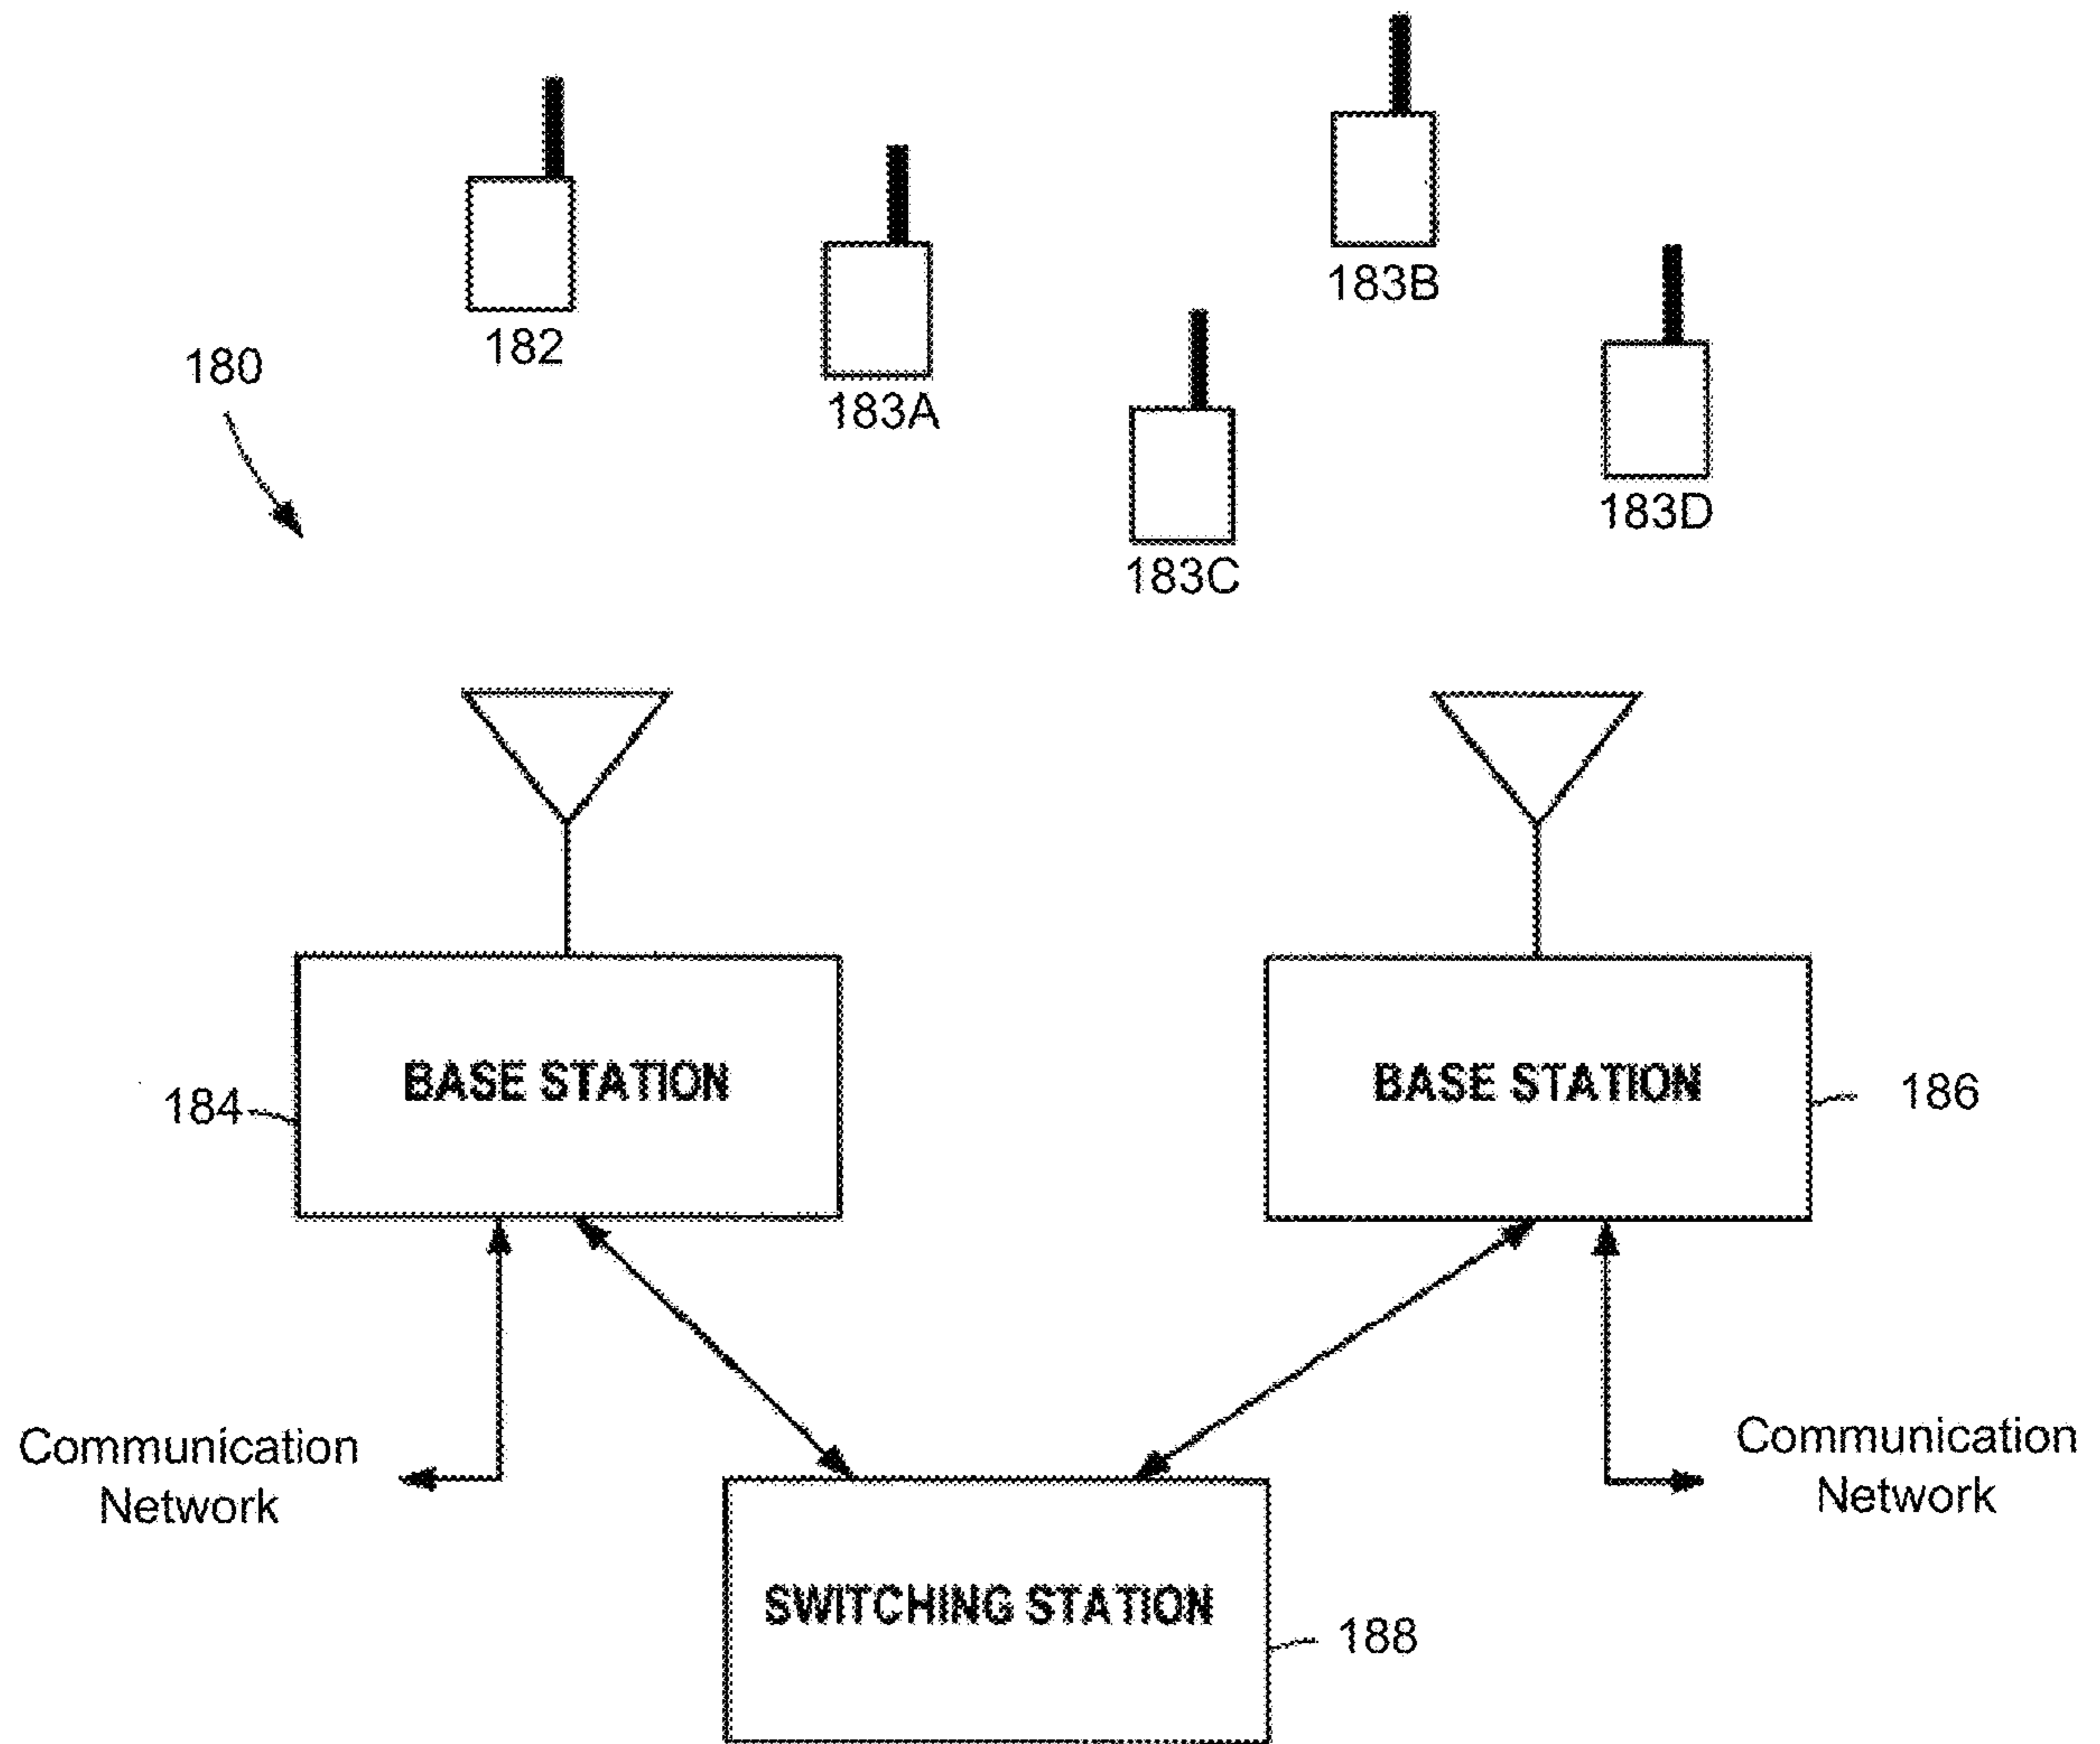 183B
182
180
183A
183D
183C
BASE STATION
BASE STATION
184
186
Communication
Network
Communication
Network
SWITCHING STATION
188